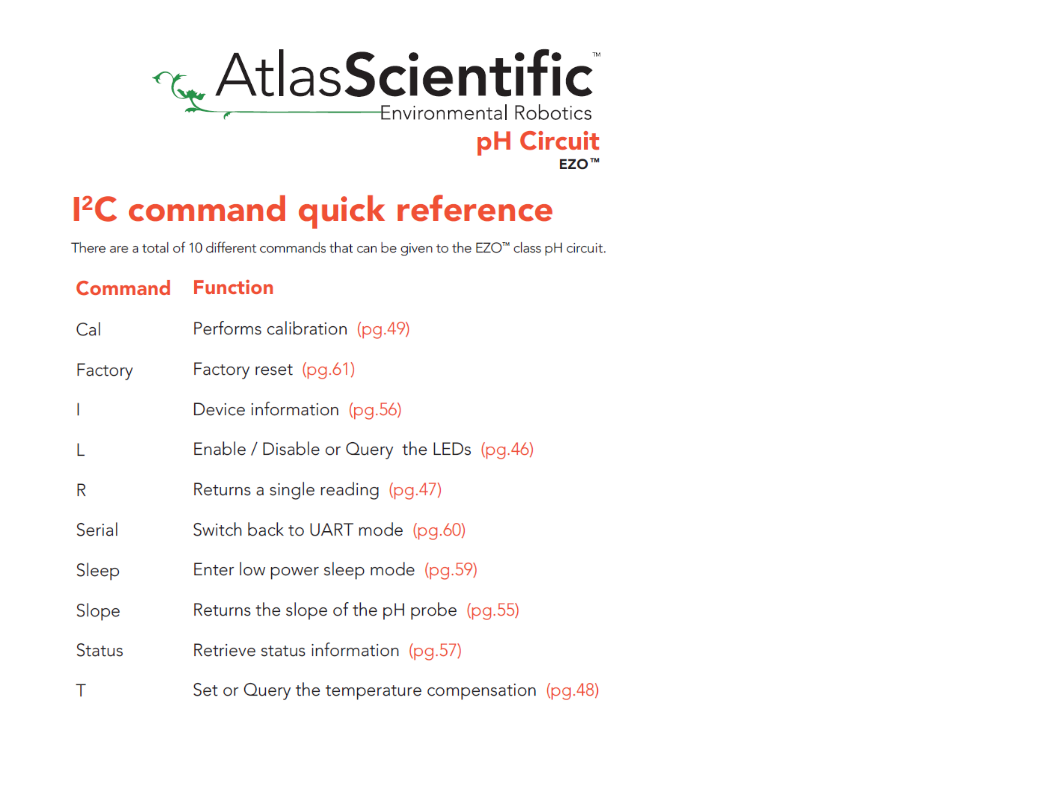 AtlasScientific™
Environmental Robotics
pH Circuit
EZO™
I²C command quick reference
There are a total of 10 different commands that can be given to the EZO™ class pH circuit.
Command Function
Cal Performs calibration (pg.49)
Factory Factory reset (pg.61)
I Device information (pg.56)
L Enable / Disable or Query the LEDs (pg.46)
R Returns a single reading (pg.47)
Serial Switch back to UART mode (pg.60)
Sleep Enter low power sleep mode (pg.59)
Slope Returns the slope of the pH probe (pg.55)
Status Retrieve status information (pg.57)
T Set or Query the temperature compensation (pg.48)